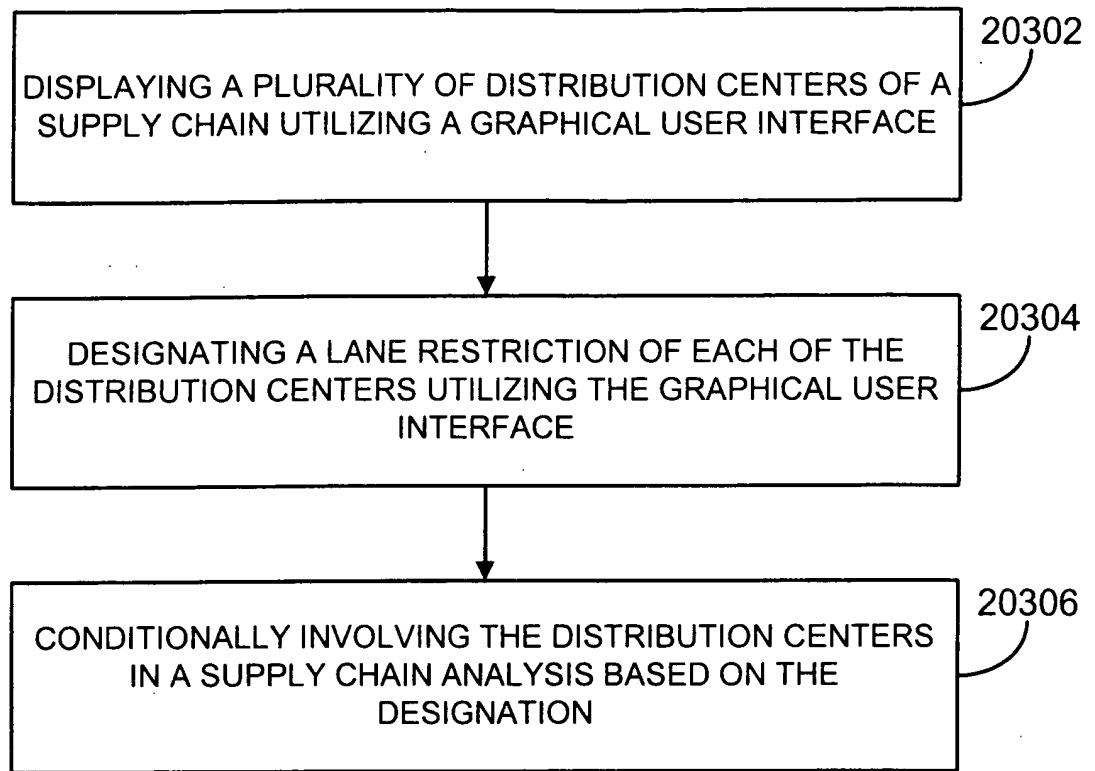 20302
DISPLAYING A PLURALITY OF DISTRIBUTION CENTERS OF A
SUPPLY CHAIN UTILIZING A GRAPHICAL USER INTERFACE
20304
DESIGNATING A LANE RESTRICTION OF EACH OF THE
DISTRIBUTION CENTERS UTILIZING THE GRAPHICAL USER
INTERFACE
20306
CONDITIONALLY INVOLVING THE DISTRIBUTION CENTERS
IN A SUPPLY CHAIN ANALYSIS BASED ON THE
DESIGNATION